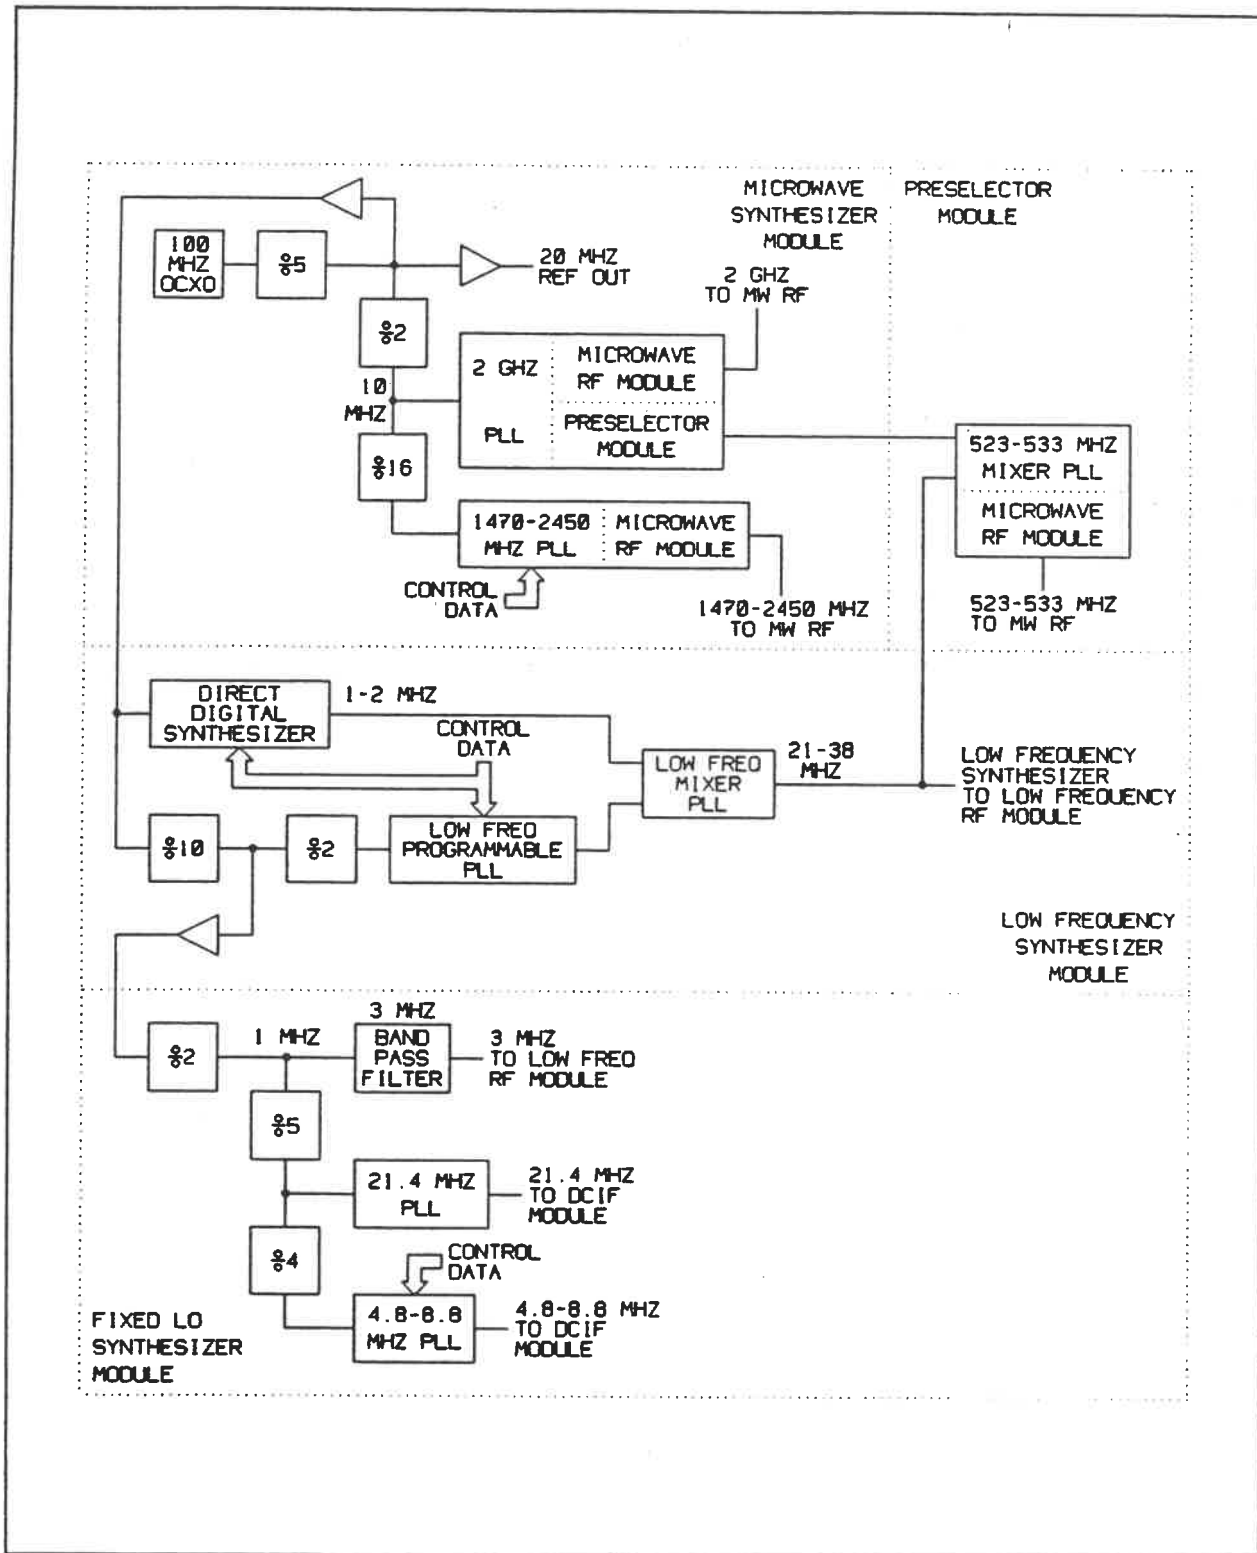 MICROWAVE
SYNTHESIZER
MODULE
PRESELECTOR
MODULE
100
MHZ
OCXO
%5
20 MHZ
REF OUT
2 GHZ
TO MW RF
%2
2 GHZ
PLL
MICROWAVE
RF MODULE
PRESELECTOR
MODULE
10
MHZ
523-533 MHZ
MIXER PLL
MICROWAVE
RF MODULE
%16
1470-2450
MHZ PLL
MICROWAVE
RF MODULE
CONTROL
DATA
1470-2450 MHZ
TO MW RF
523-533 MHZ
TO MW RF
DIRECT
DIGITAL
SYNTHESIZER
1-2 MHZ
CONTROL
DATA
LOW FREQ
MIXER
PLL
21-38
MHZ
LOW FREQUENCY
SYNTHESIZER
TO LOW FREQUENCY
RF MODULE
%10
%2
LOW FREQ
PROGRAMMABLE
PLL
LOW FREQUENCY
SYNTHESIZER
MODULE
%2
1 MHZ
3 MHZ
BAND
PASS
FILTER
3 MHZ
TO LOW FREQ
RF MODULE
%5
21.4 MHZ
PLL
21.4 MHZ
TO DCIF
MODULE
%4
CONTROL
DATA
4.8-8.8
MHZ PLL
4.8-8.8 MHZ
TO DCIF
MODULE
FIXED LO
SYNTHESIZER
MODULE